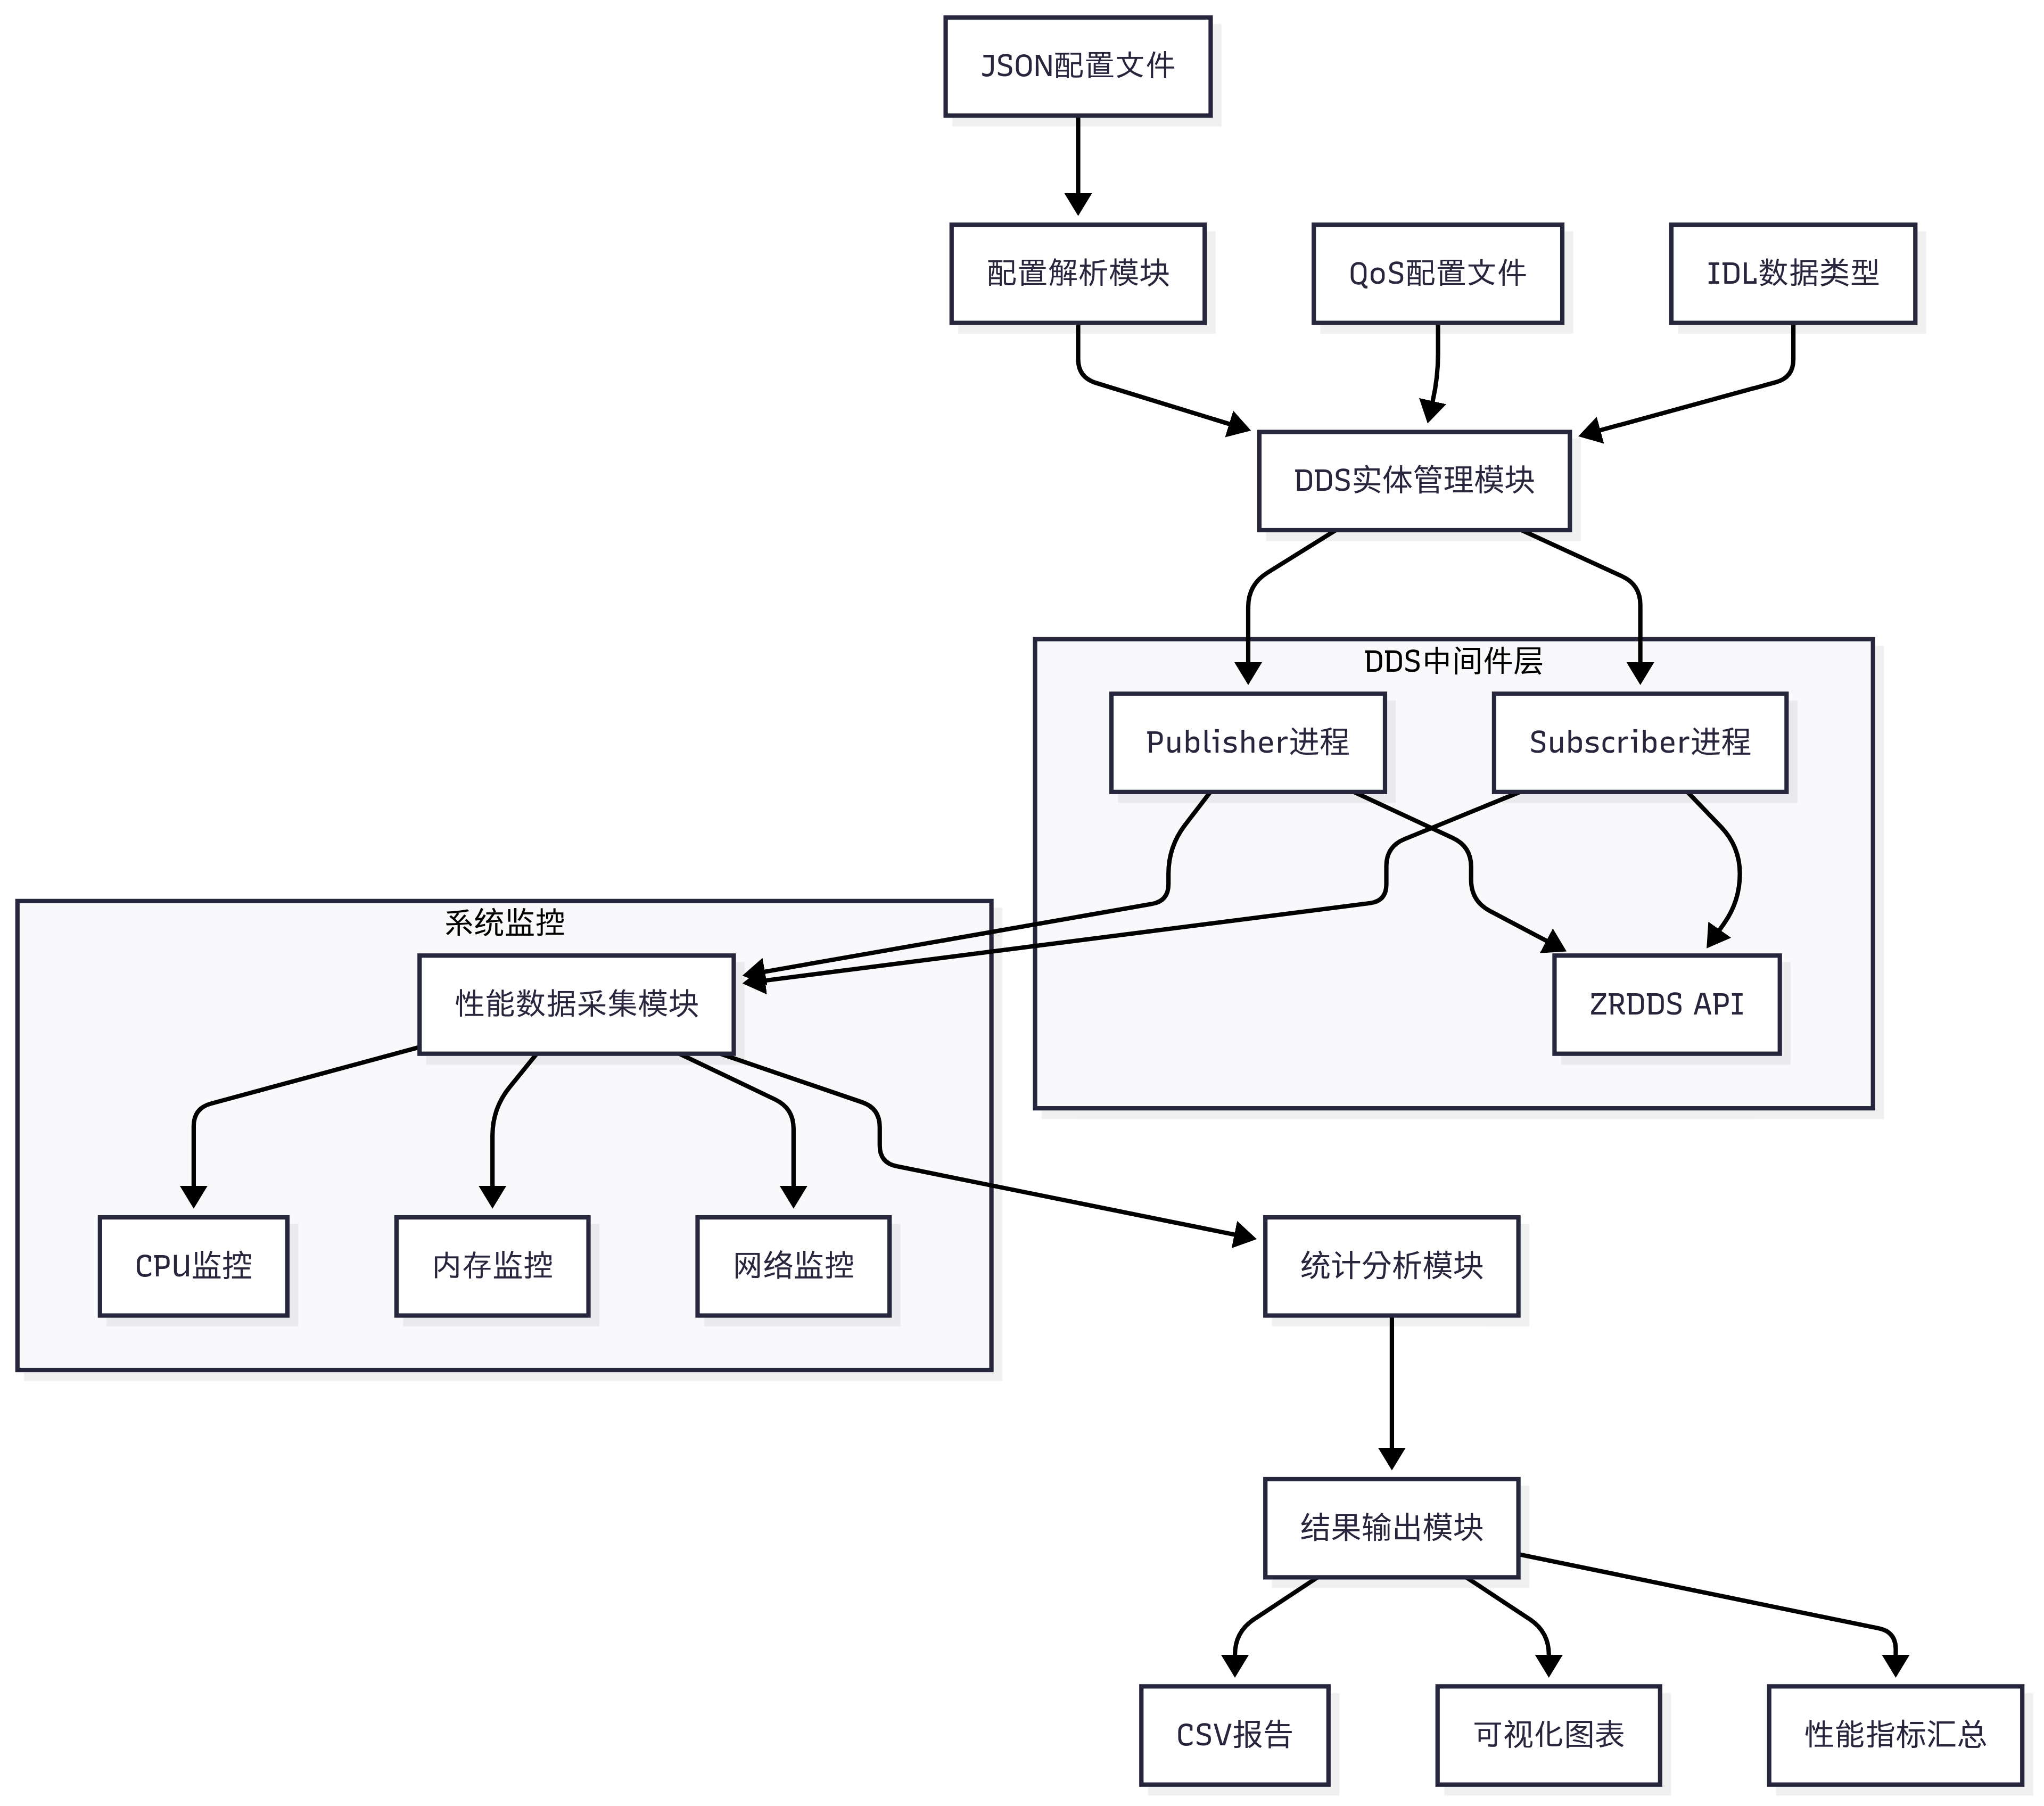 JSON配置文件
配置解析模块
QoS配置文件
IDL数据类型
DDS实体管理模块
DDS中间件层
Publisher进程
Subscriber进程
系统监控
性能数据采集模块
ZRDDS API
CPU监控
内存监控
网络监控
统计分析模块
结果输出模块
CSV报告
可视化图表
性能指标汇总